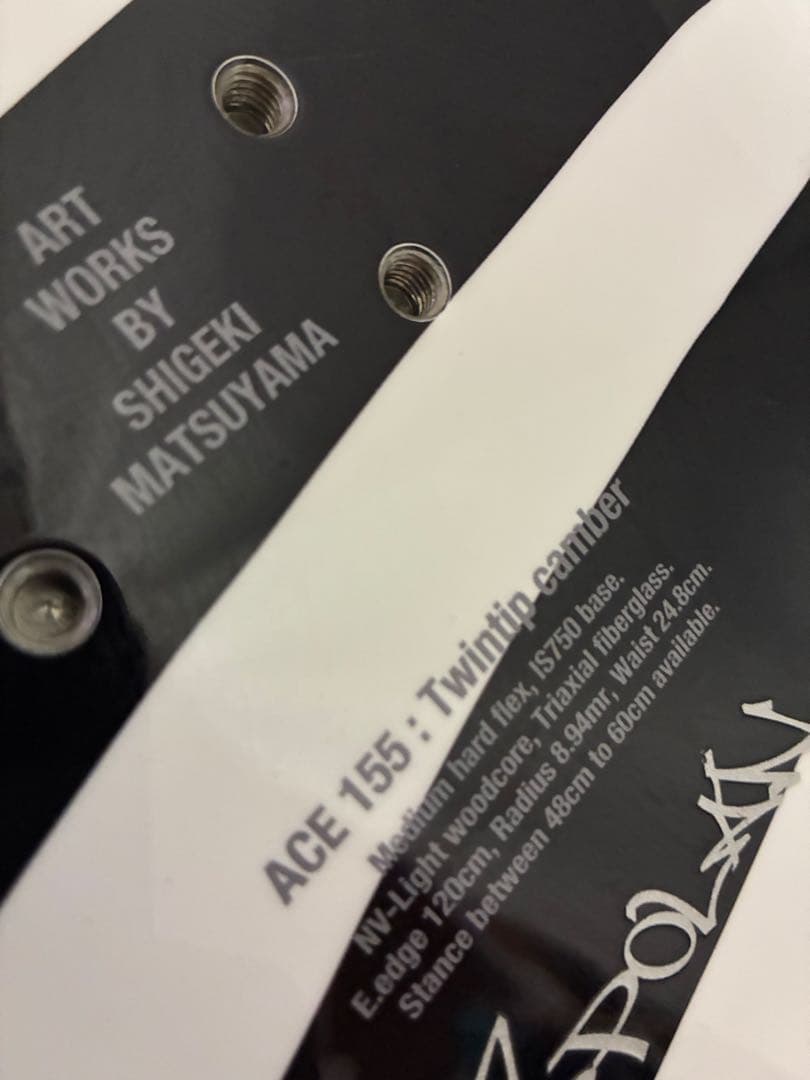 ART
WORKS
BY
SHIGEKI
MATSUYAMA
ACE 155 : Twintip camber
Medium hard flex, IS750 base.
NV-Light woodcore, Triaxial fiberglass.
E.edge 120cm, Radius 8.94mr, Waist 24.8cm.
Stance between 48cm to 60cm available.